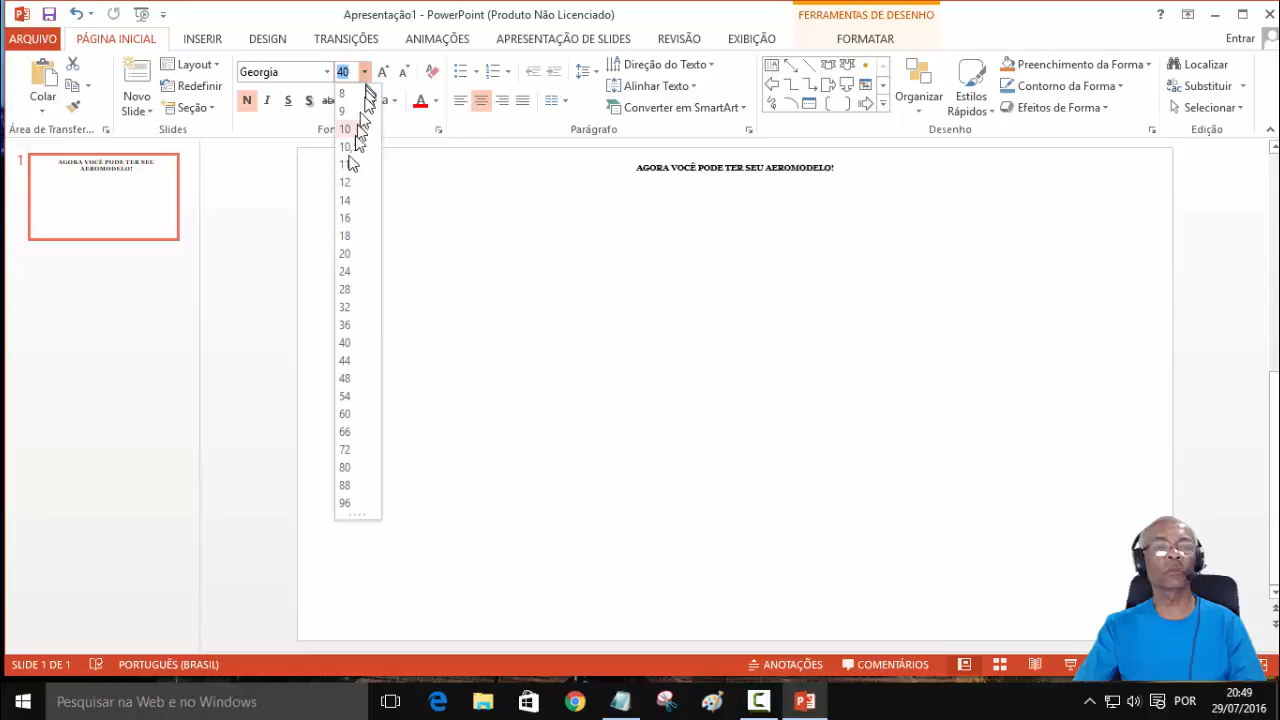 Apresentação1 - PowerPoint (Produto Não Licenciado)
FERRAMENTAS DE DESENHO
?
ARQUIVO
PÁGINA INICIAL
INSERIR
DESIGN
TRANSIÇÕES
ANIMAÇÕES
APRESENTAÇÃO DE SLIDES
REVISÃO
EXIBIÇÃO
FORMATAR
Entrar
Colar
Novo
Slide
Layout
Seção
Georgia
40
N I S S
A
Direção do Texto
Alinhar Texto
Converter em SmartArt
Organizar
Estilos
Rápidos
Preenchimento da Forma
Contorno da Forma
Efeitos de Forma
Localizar
Substituir
Selecionar
Área de Transfer...
Slides
Parágrafo
Desenho
Edição
8
9
10
12
14
16
18
20
24
28
32
36
40
44
48
54
60
66
72
80
88
96
1
AGORA VOCÊ PODE TER SEU
AEROMODELO!
AGORA VOCÊ PODE TER SEU AEROMODELO!
SLIDE 1 DE 1
PORTUGUÊS (BRASIL)
ANOTAÇÕES
COMENTÁRIOS
Pesquisar na Web e no Windows
POR
20:49
29/07/2016